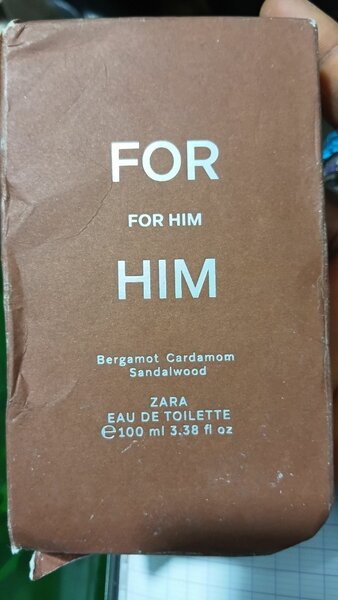 FOR
FOR HIM
HIM
Bergamot Cardamom
Sandalwood
ZARA
EAU DE TOILETTE
℮100 ml 3.38 fl oz